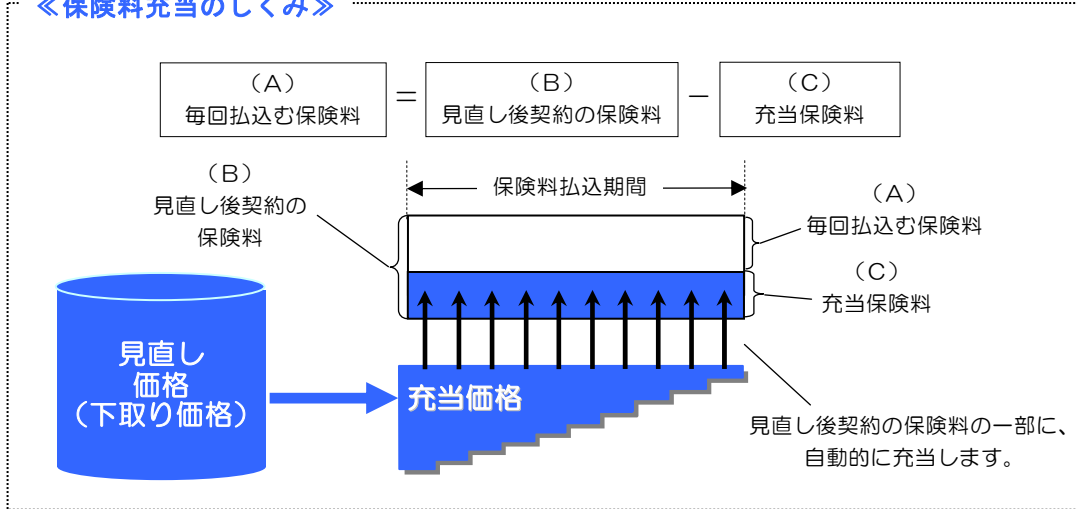 ≪保険料充当のしくみ≫
（A）
毎回払込む保険料
＝
（B）
見直し後契約の保険料
－
（C）
充当保険料
（B）
見直し後契約の
保険料
保険料払込期間
（A）
毎回払込む保険料
（C）
充当保険料
見直し
価格
（下取り価格）
充当価格
見直し後契約の保険料の一部に、
自動的に充当します。